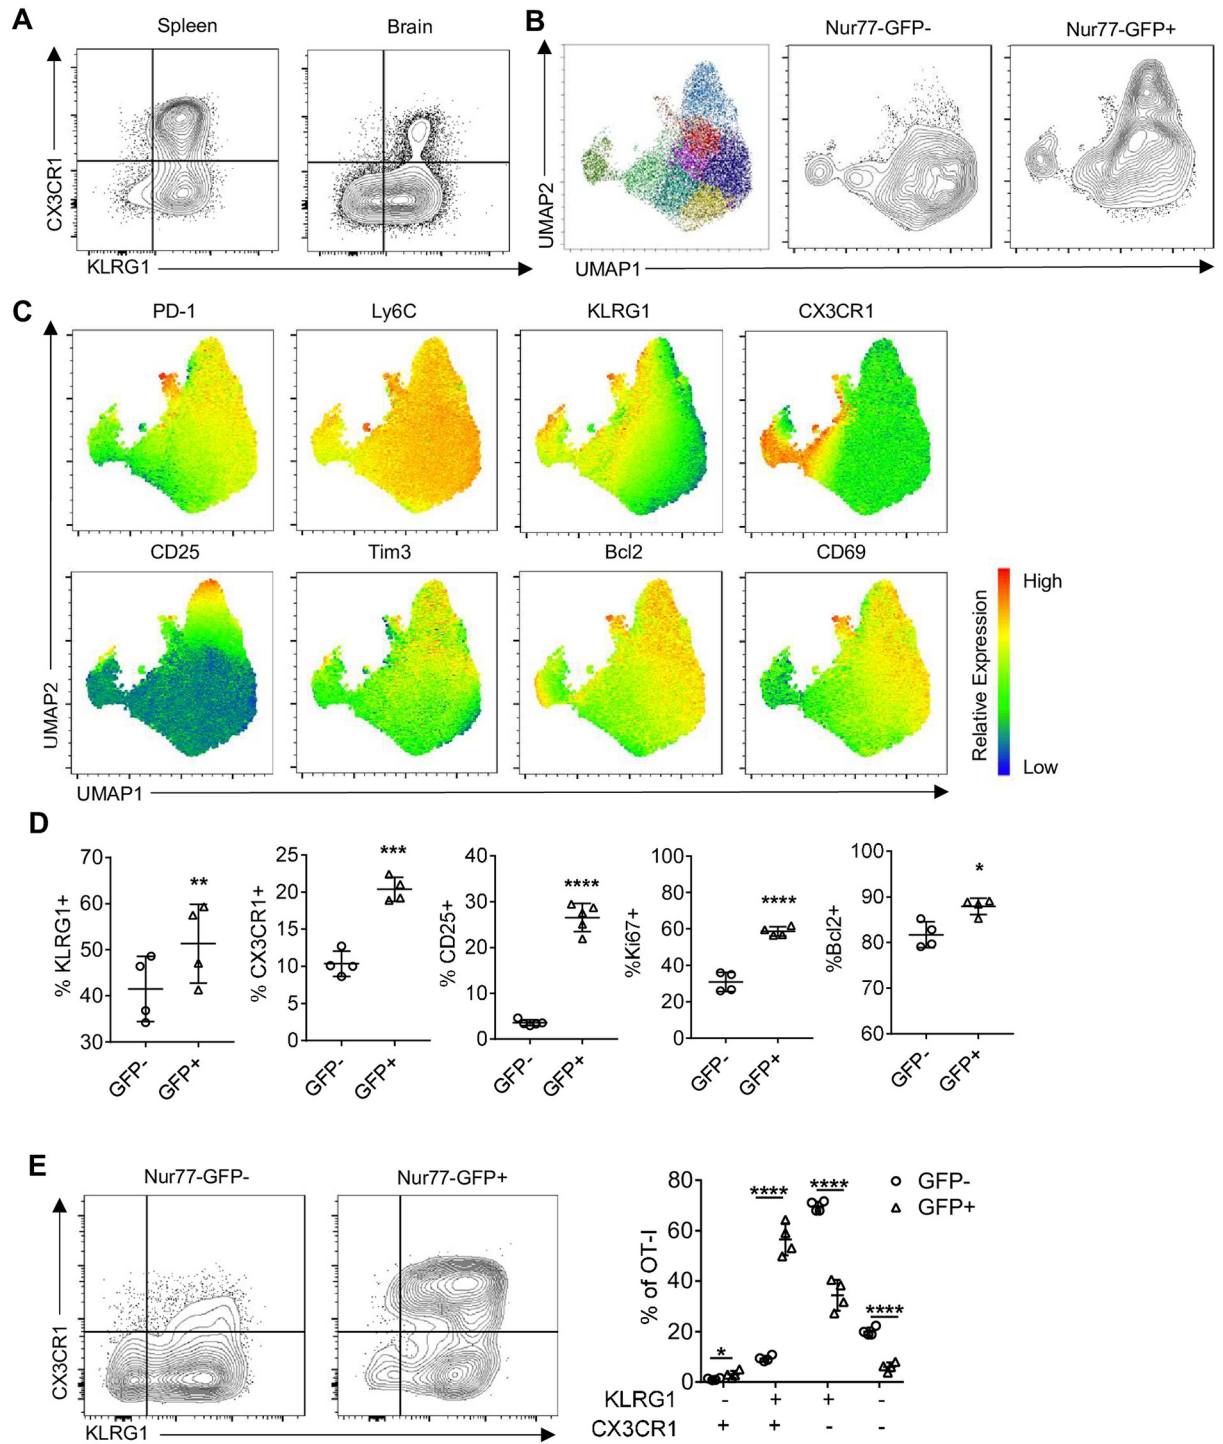 A
Spleen
Brain
CX3CR1
KLRG1
B
Nur77-GFP-
Nur77-GFP+
UMAP2
UMAP1
C
PD-1
Ly6C
KLRG1
CX3CR1
CD25
Tim3
Bcl2
CD69
UMAP2
UMAP1
Relative Expression
High
Low
D
% KLRG1+
70
60
50
40
30
**
GFP-
GFP+
% CX3CR1+
25
20
15
10
5
0
***
GFP-
GFP+
% CD25+
40
30
20
10
0
****
GFP-
GFP+
%Ki67+
100
80
60
40
20
0
****
GFP-
GFP+
%Bcl2+
100
90
80
70
60
*
GFP-
GFP+
E
Nur77-GFP-
Nur77-GFP+
CX3CR1
KLRG1
% of OT-I
80
60
40
20
0
*
****
****
****
GFP-
GFP+
KLRG1 - + + -
CX3CR1 + + - -